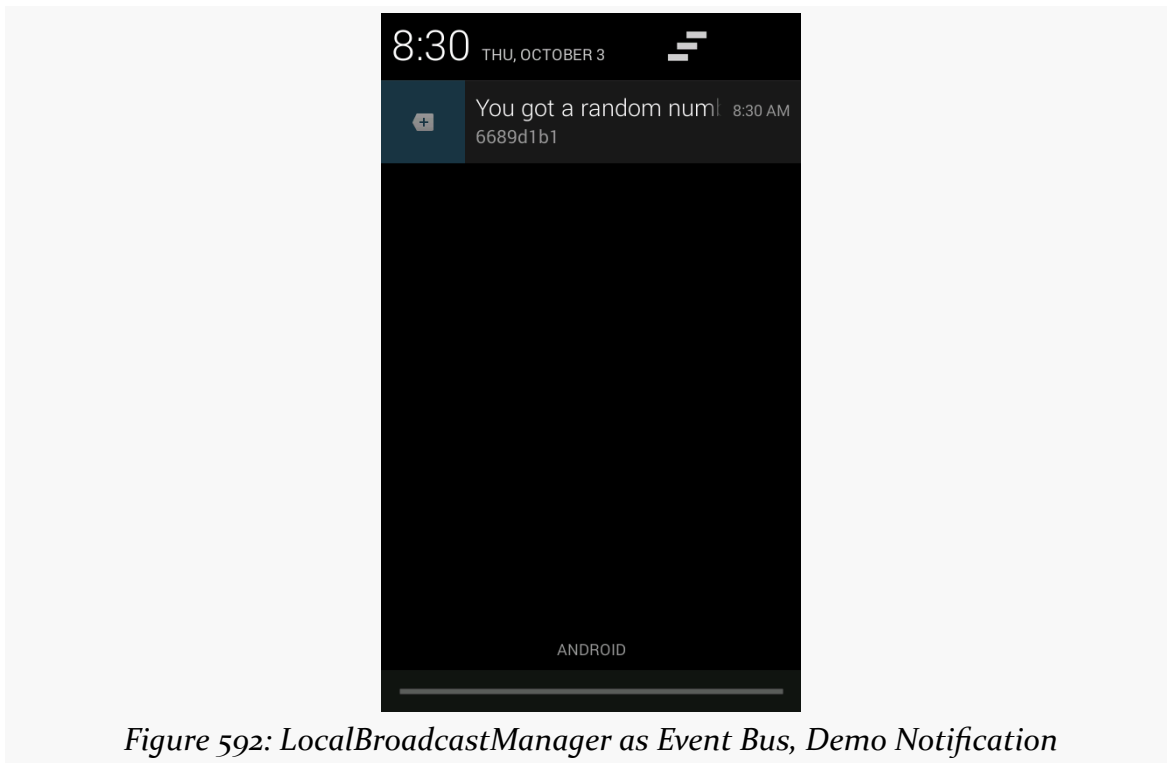 8:30 THU, OCTOBER 3
You got a random num 8:30 AM
6689d1b1
ANDROID
Figure 592: LocalBroadcastManager as Event Bus, Demo Notification